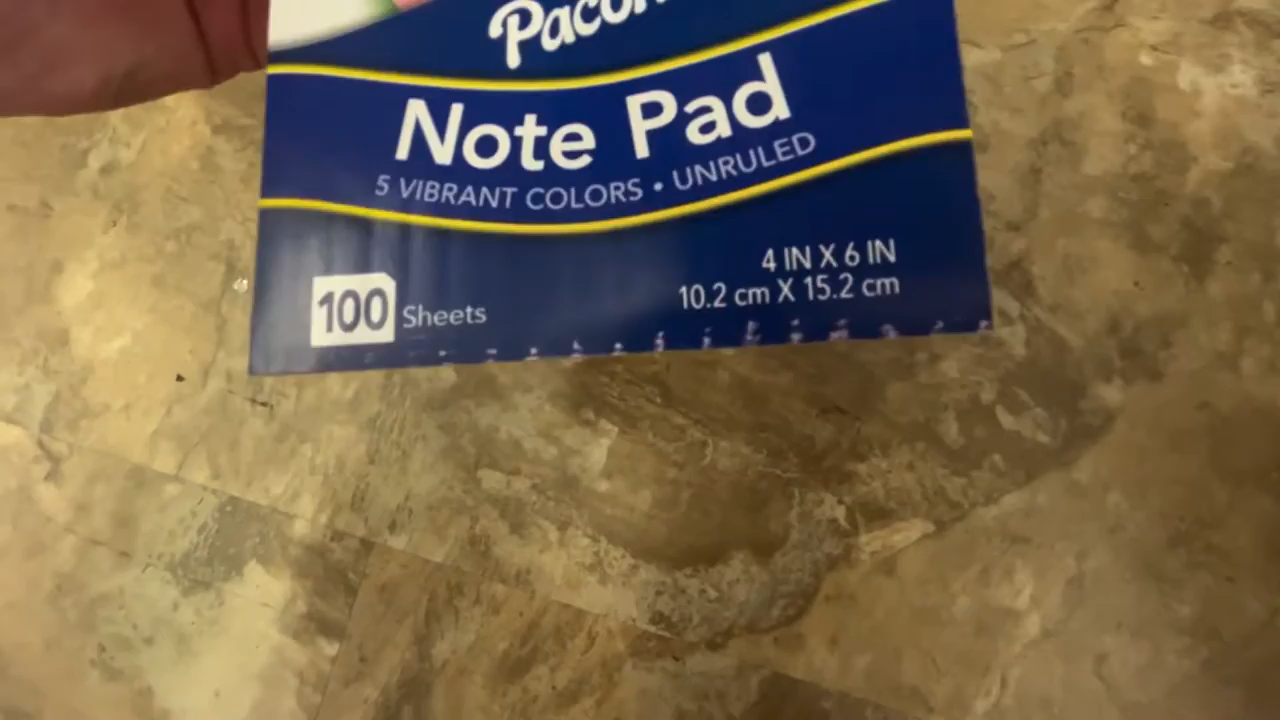 Note Pad
5 VIBRANT COLORS • UNRULED
4 IN X 6 IN
10.2 cm X 15.2 cm
100 Sheets